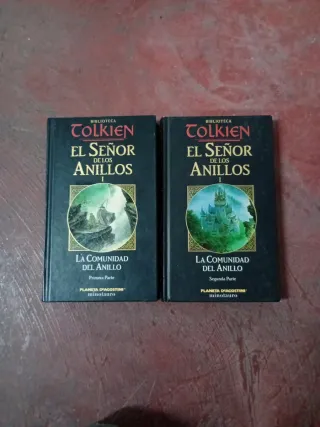 BIBLIOTECA
TOLKIEN
EL SEÑOR
DE LOS
ANILLOS
I
LA COMUNIDAD
DEL ANILLO
Primera Parte
PLANETA DEAGOSTINI
minotauro
BIBLIOTECA
TOLKIEN
EL SEÑOR
DE LOS
ANILLOS
I
LA COMUNIDAD
DEL ANILLO
Segunda Parte
PLANETA DEAGOSTINI
minotauro